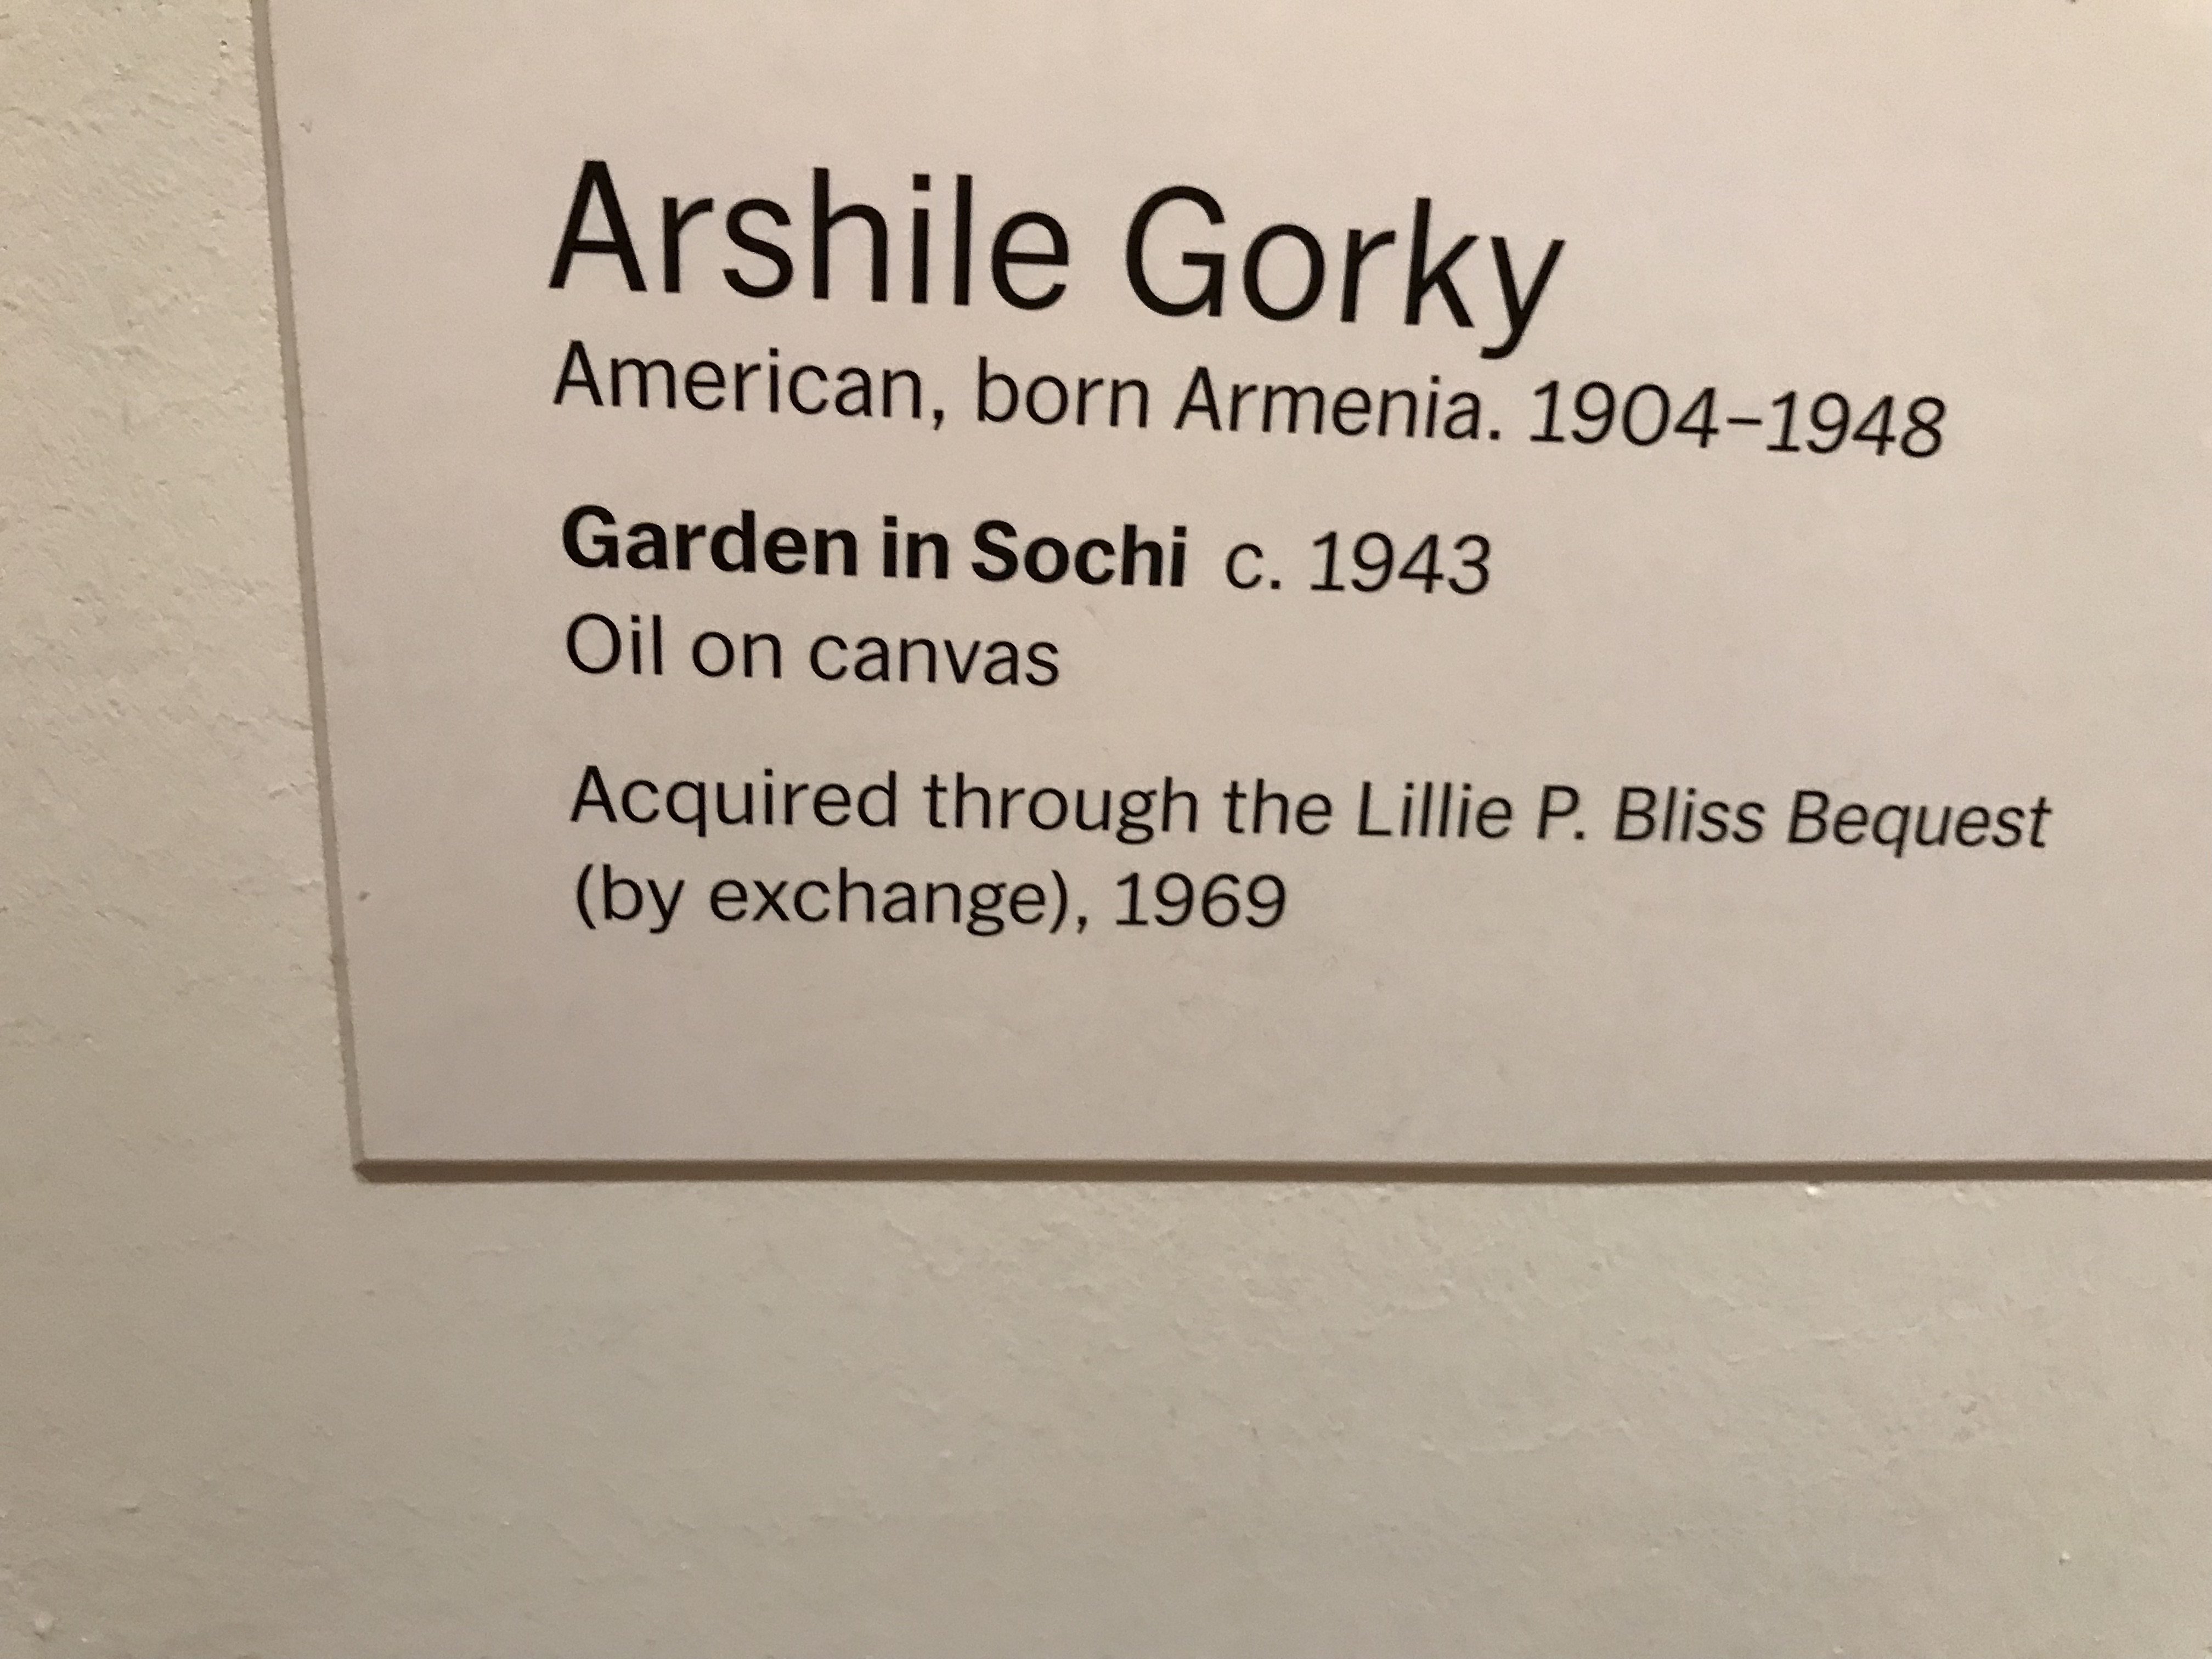 Arshile Gorky
American, born Armenia. 1904–1948
Garden in Sochi c. 1943
Oil on canvas
Acquired through the Lillie P. Bliss Bequest
(by exchange), 1969